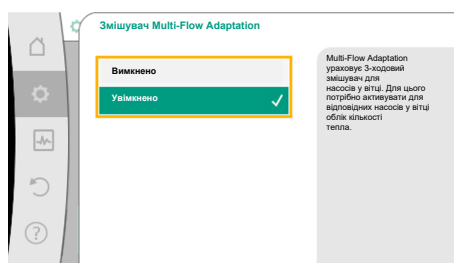 Змішувач Multi-Flow Adaptation
Вимкнено
Увімкнено
Multi-Flow Adaptation
ураховує 3-ходовий
змішувач для
насосів у вітці. Для цього
потрібно активувати для
відповідних насосів у вітці
облік кількості
тепла.
?